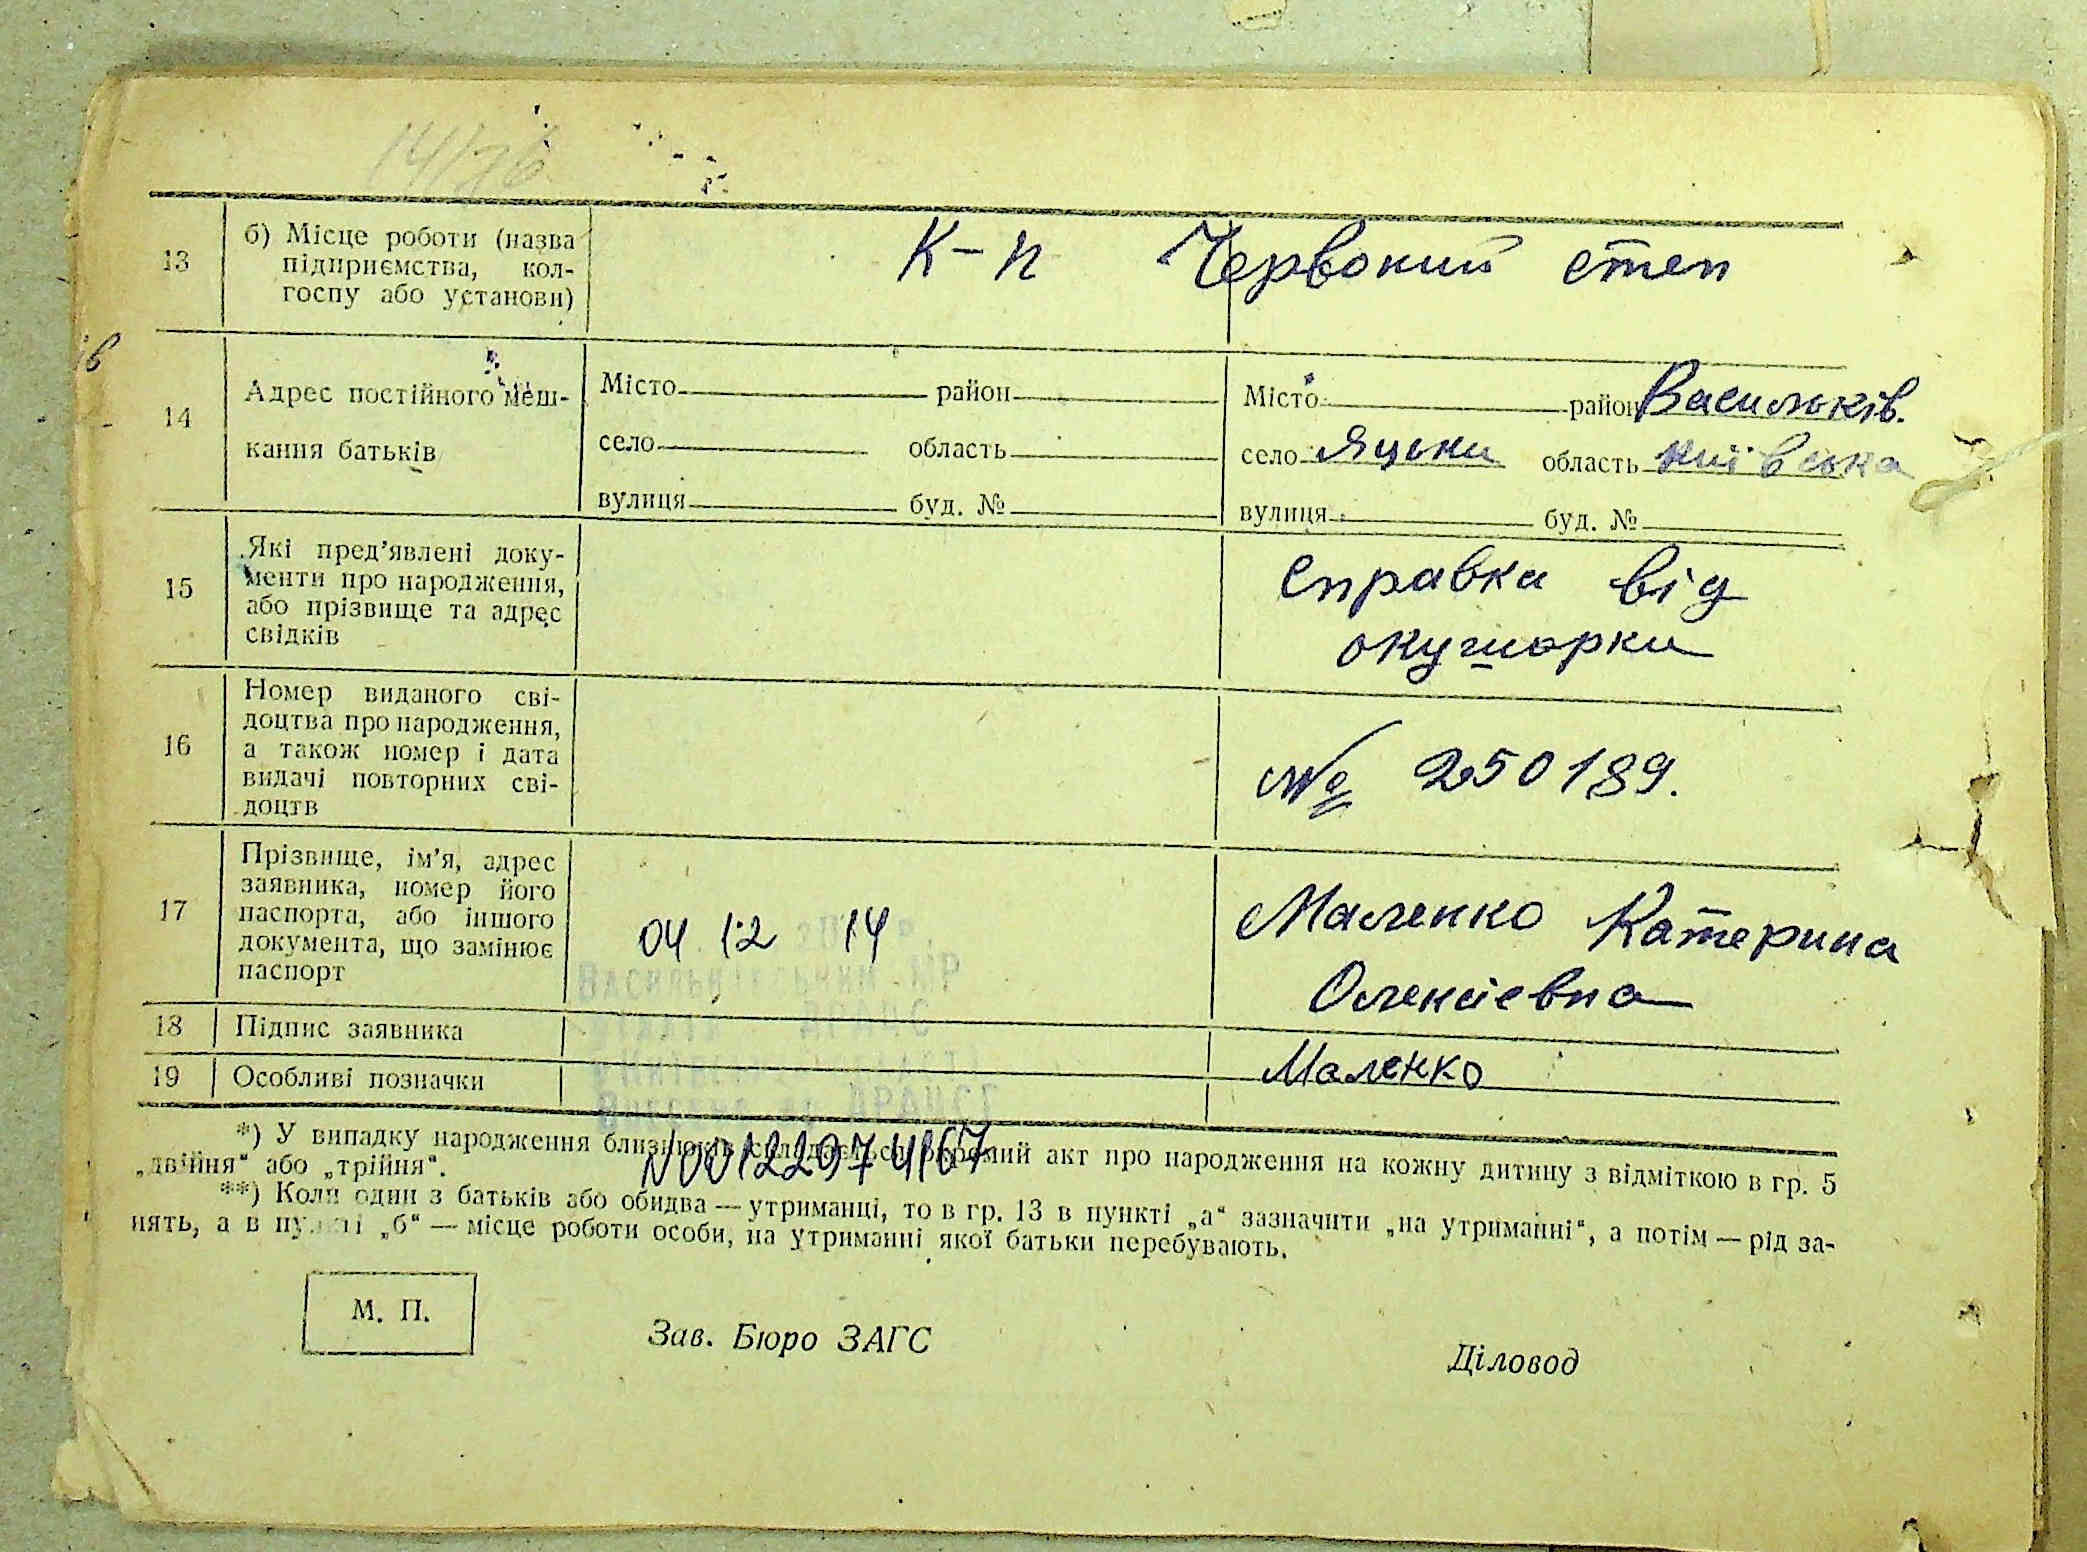 14/76
13
б) Місце роботи (назва
підприємства, кол-
госпу або установи)
К-п Червоний степ
ів
14
Адрес постійного меш-
кання батьків
Місто район
село область
вулиця буд. №
Місто район Васильків.
село Яцьки область Київська
вулиця буд. №
15
Які пред’явлені доку-
менти про народження,
або прізвище та адрес
свідків
Справка від
окушорки
16
Номер виданого сві-
доцтва про народження,
а також номер і дата
видачі повторних сві-
доцтв
№ 250189.
17
Прізвище, ім’я, адрес
заявника, номер його
паспорта, або іншого
документа, що замінює
паспорт
04 12 14
Маленко Катерина
Олексіевна
18
Підпис заявника
19
Особливі позначки
Маленко
*) У випадку народження близнюків складається окремий акт про народження на кожну дитину з відміткою в гр. 5
„двійня“ або „трійня“.
№00122974167
**) Коли один з батьків або обидва — утриманці, то в гр. 13 в пункті „а“ зазначити „на утриманні“, а потім — рід за-
нять, а в пункті „б“ — місце роботи особи, на утриманні якої батьки перебувають.
М. П.
Зав. Бюро ЗАГС
Діловод